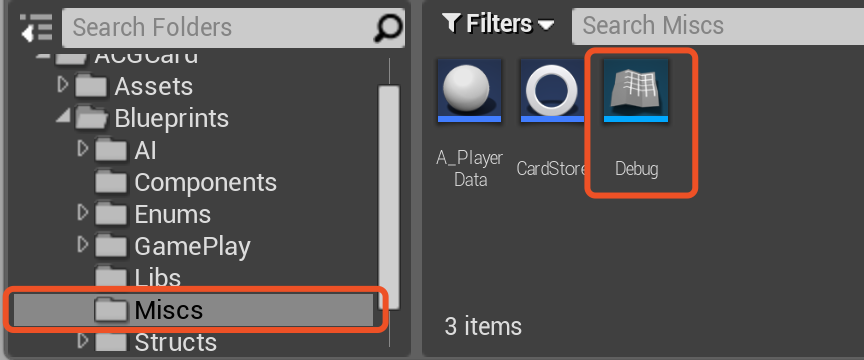 Search Folders
ACGCard
Assets
Blueprints
AI
Components
Enums
GamePlay
Libs
Miscs
Structs
Filters
Search Miscs
A_Player
Data
CardStore
Debug
3 items